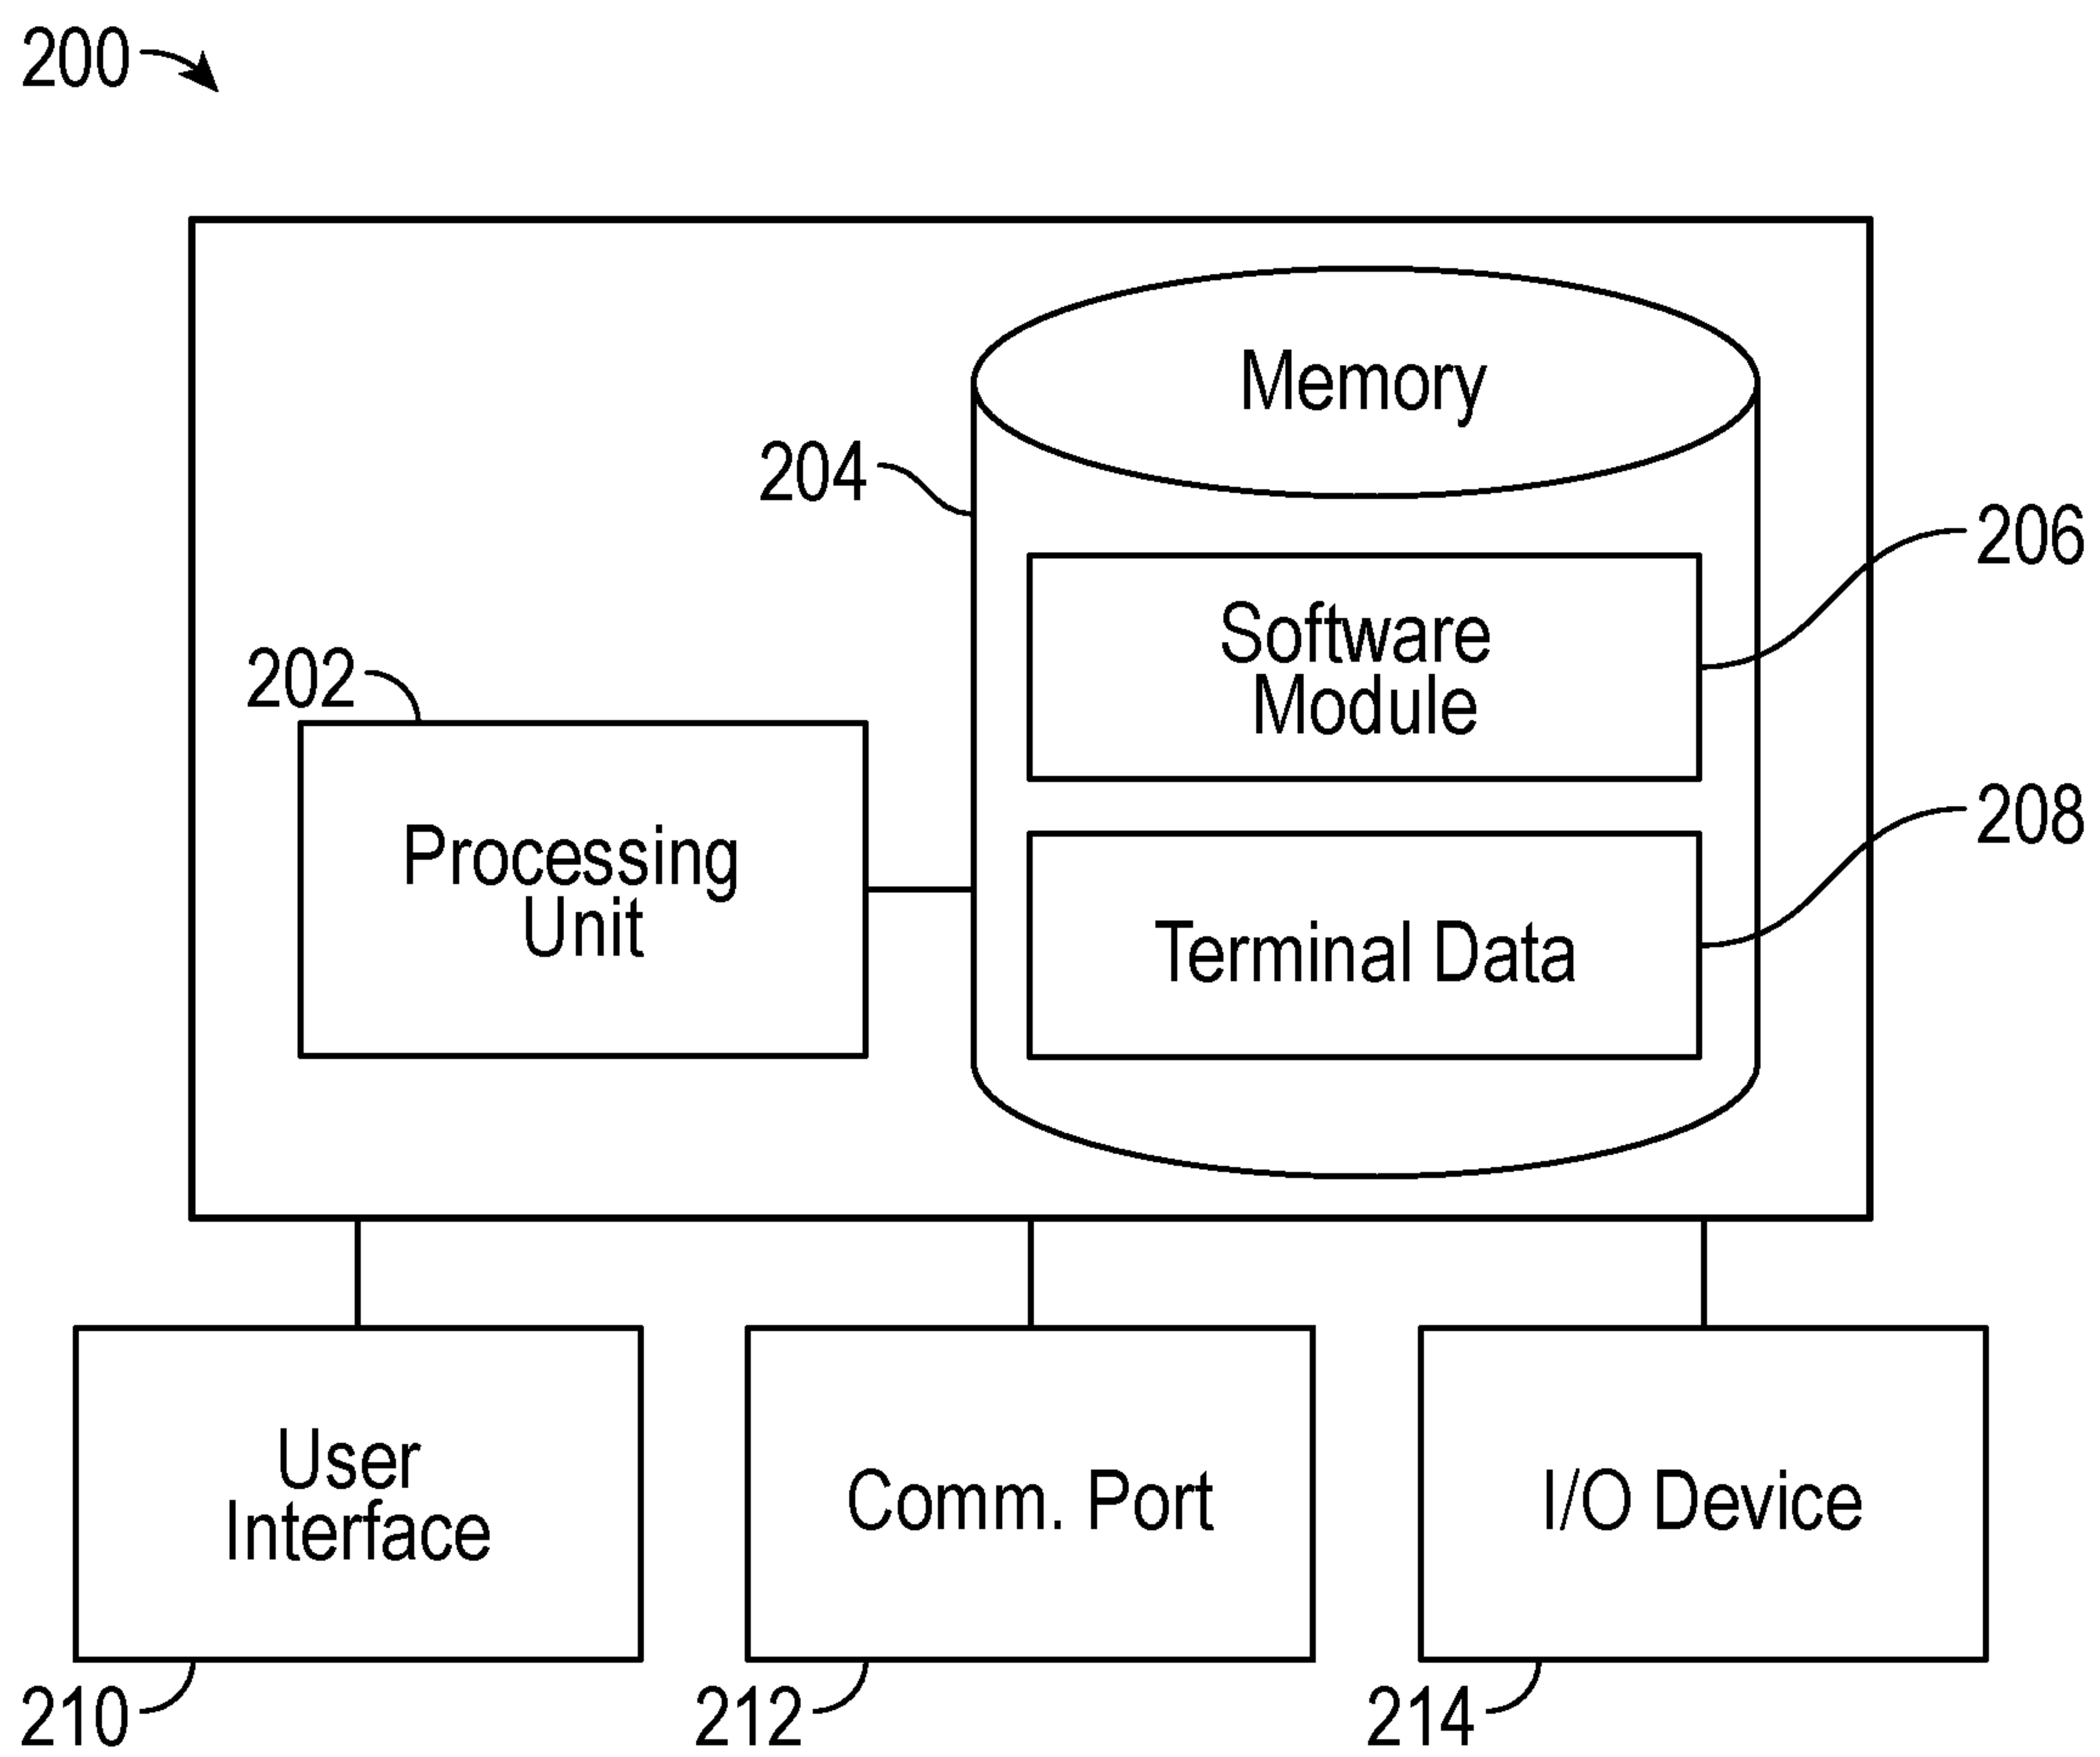 200
Memory
204
206
Software
Module
202
208
Processing
Unit
Terminal Data
User
Interface
Comm. Port
I/O Device
210
212
214